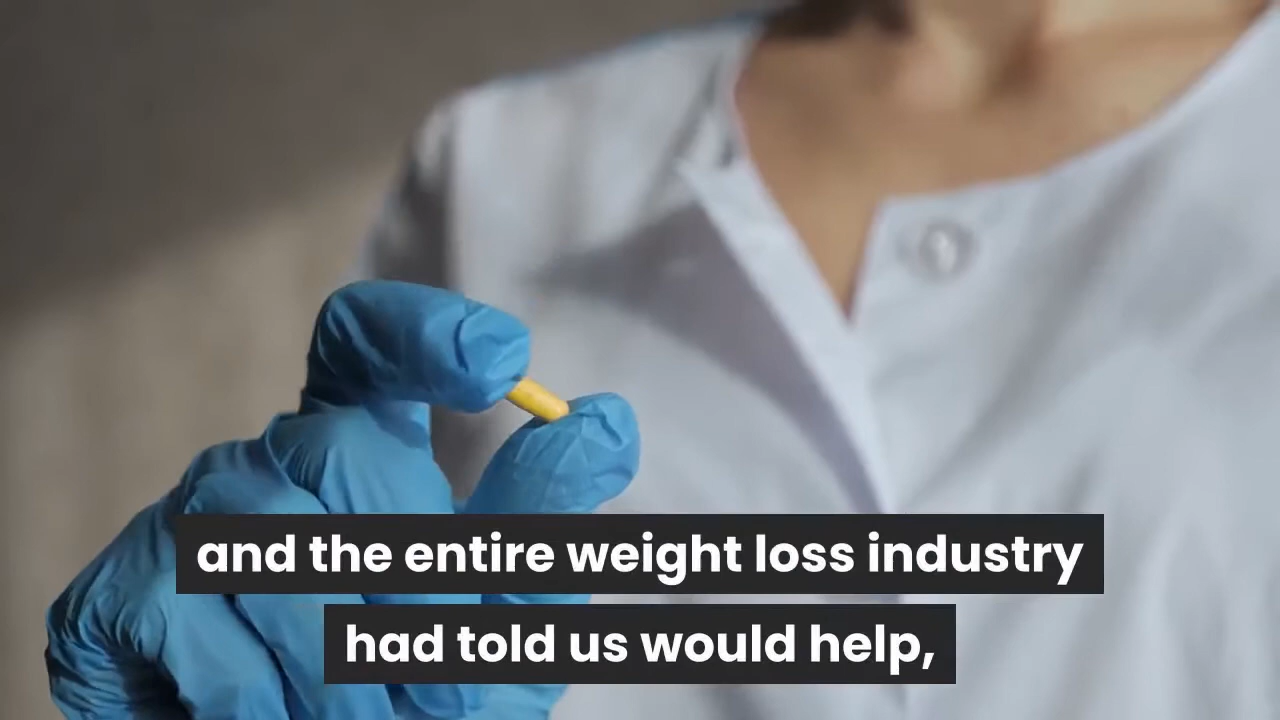 and the entire weight loss industry
had told us would help,